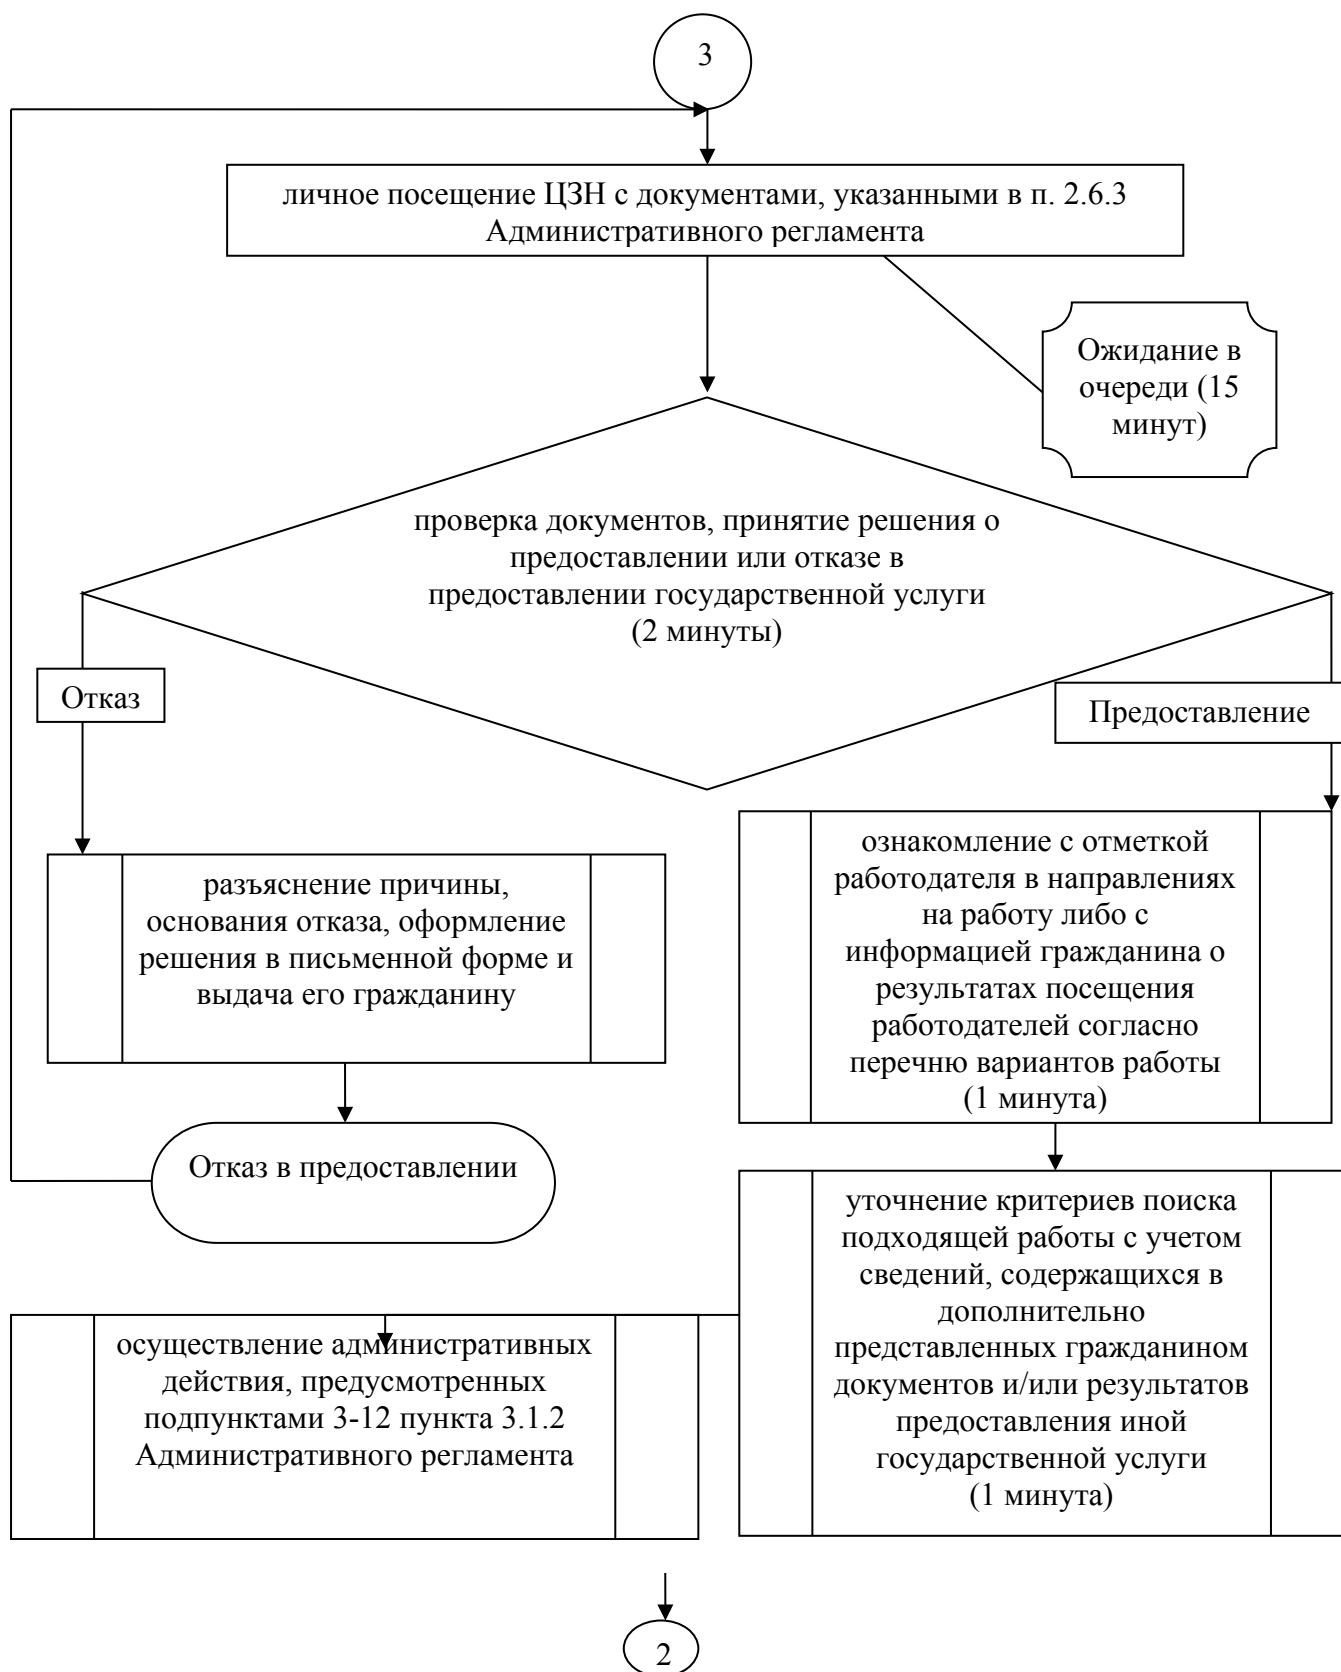 3
личное посещение ЦЗН с документами, указанными в п. 2.6.3
Административного регламента
Ожидание в
очереди (15
минут)
проверка документов, принятие решения о
предоставлении или отказе в
предоставлении государственной услуги
(2 минуты)
Отказ
Предоставление
разъяснение причины,
основания отказа, оформление
решения в письменной форме и
выдача его гражданину
ознакомление с отметкой
работодателя в направлениях
на работу либо с
информацией гражданина о
результатах посещения
работодателей согласно
перечню вариантов работы
(1 минута)
Отказ в предоставлении
уточнение критериев поиска
подходящей работы с учетом
сведений, содержащихся в
дополнительно
представленных гражданином
документов и/или результатов
предоставления иной
государственной услуги
(1 минута)
осуществление административных
действия, предусмотренных
подпунктами 3-12 пункта 3.1.2
Административного регламента
2